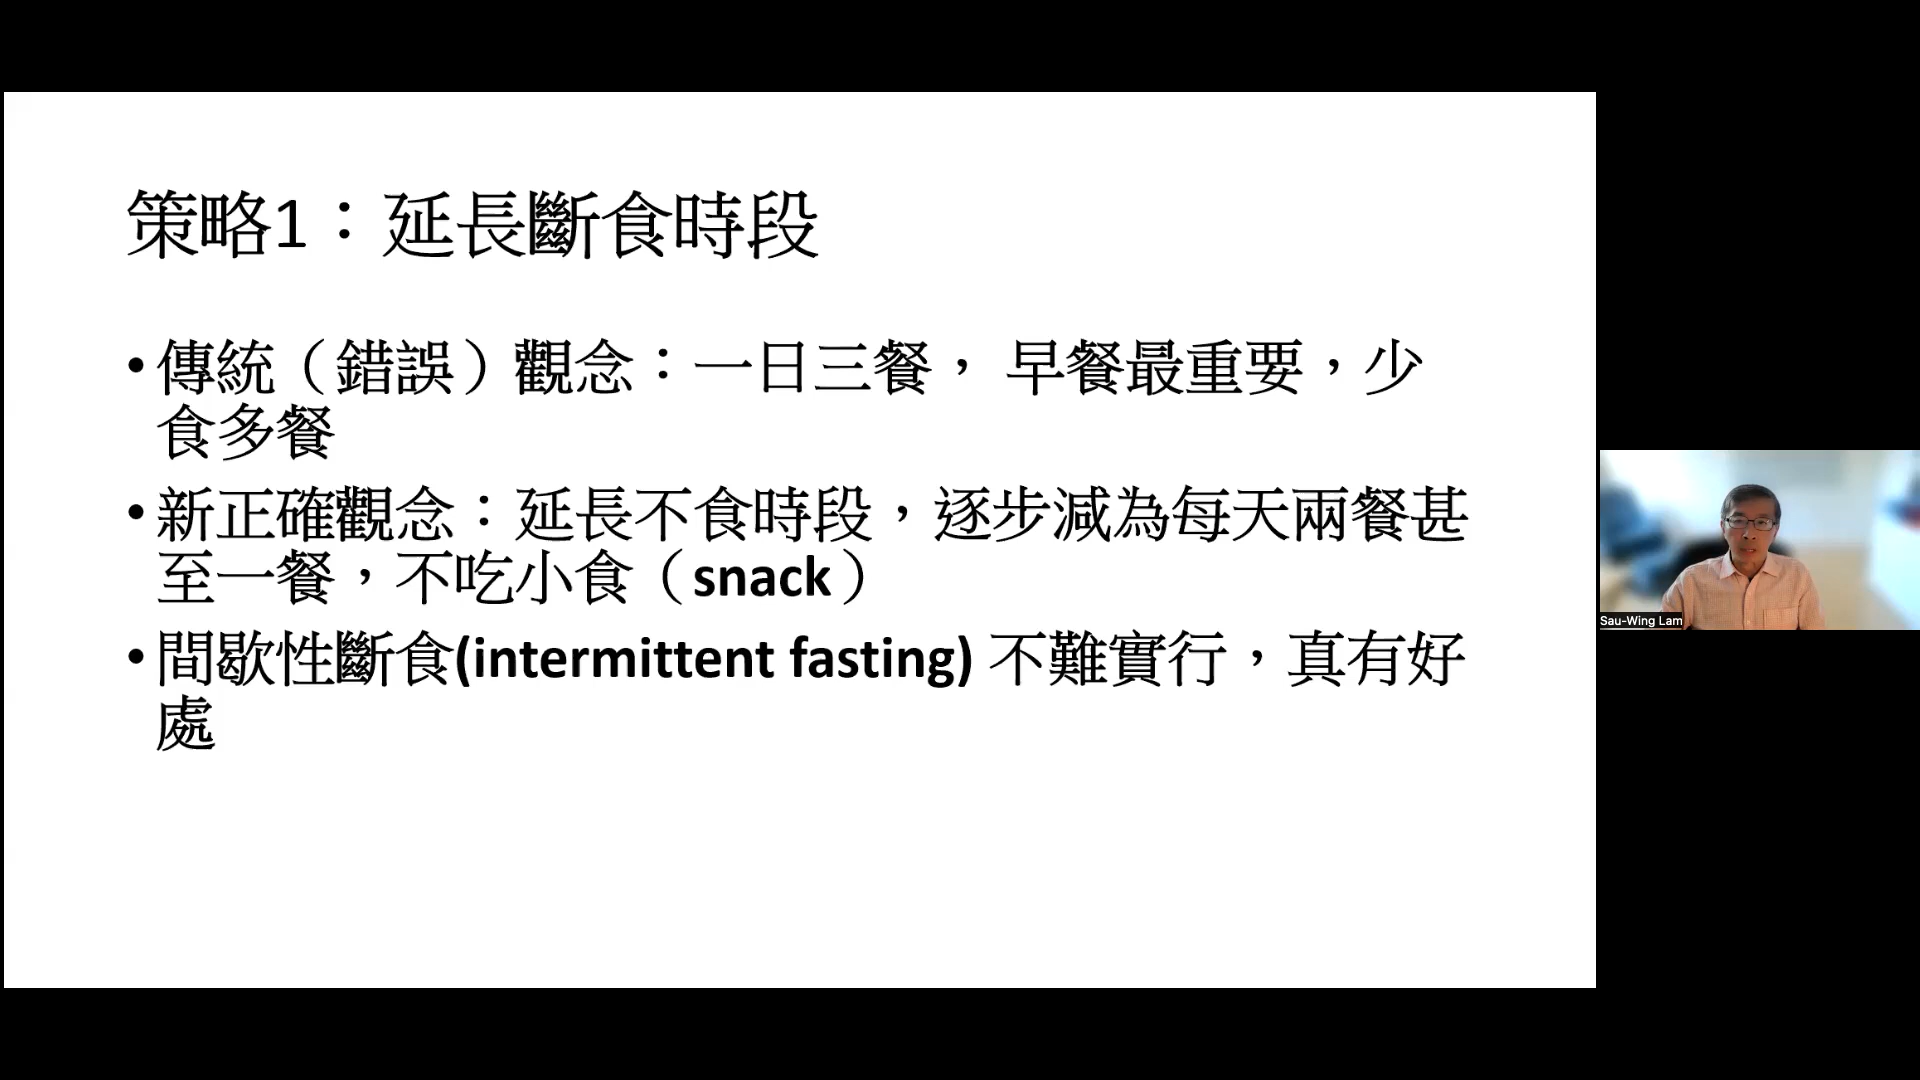 策略1：延長斷食時段
•傳統（錯誤）觀念：一日三餐， 早餐最重要，少
食多餐
•新正確觀念：延長不食時段，逐步減為每天兩餐甚
至一餐，不吃小食（snack）
•間歇性斷食(intermittent fasting) 不難實行，真有好
處
Sau-Wing Lam